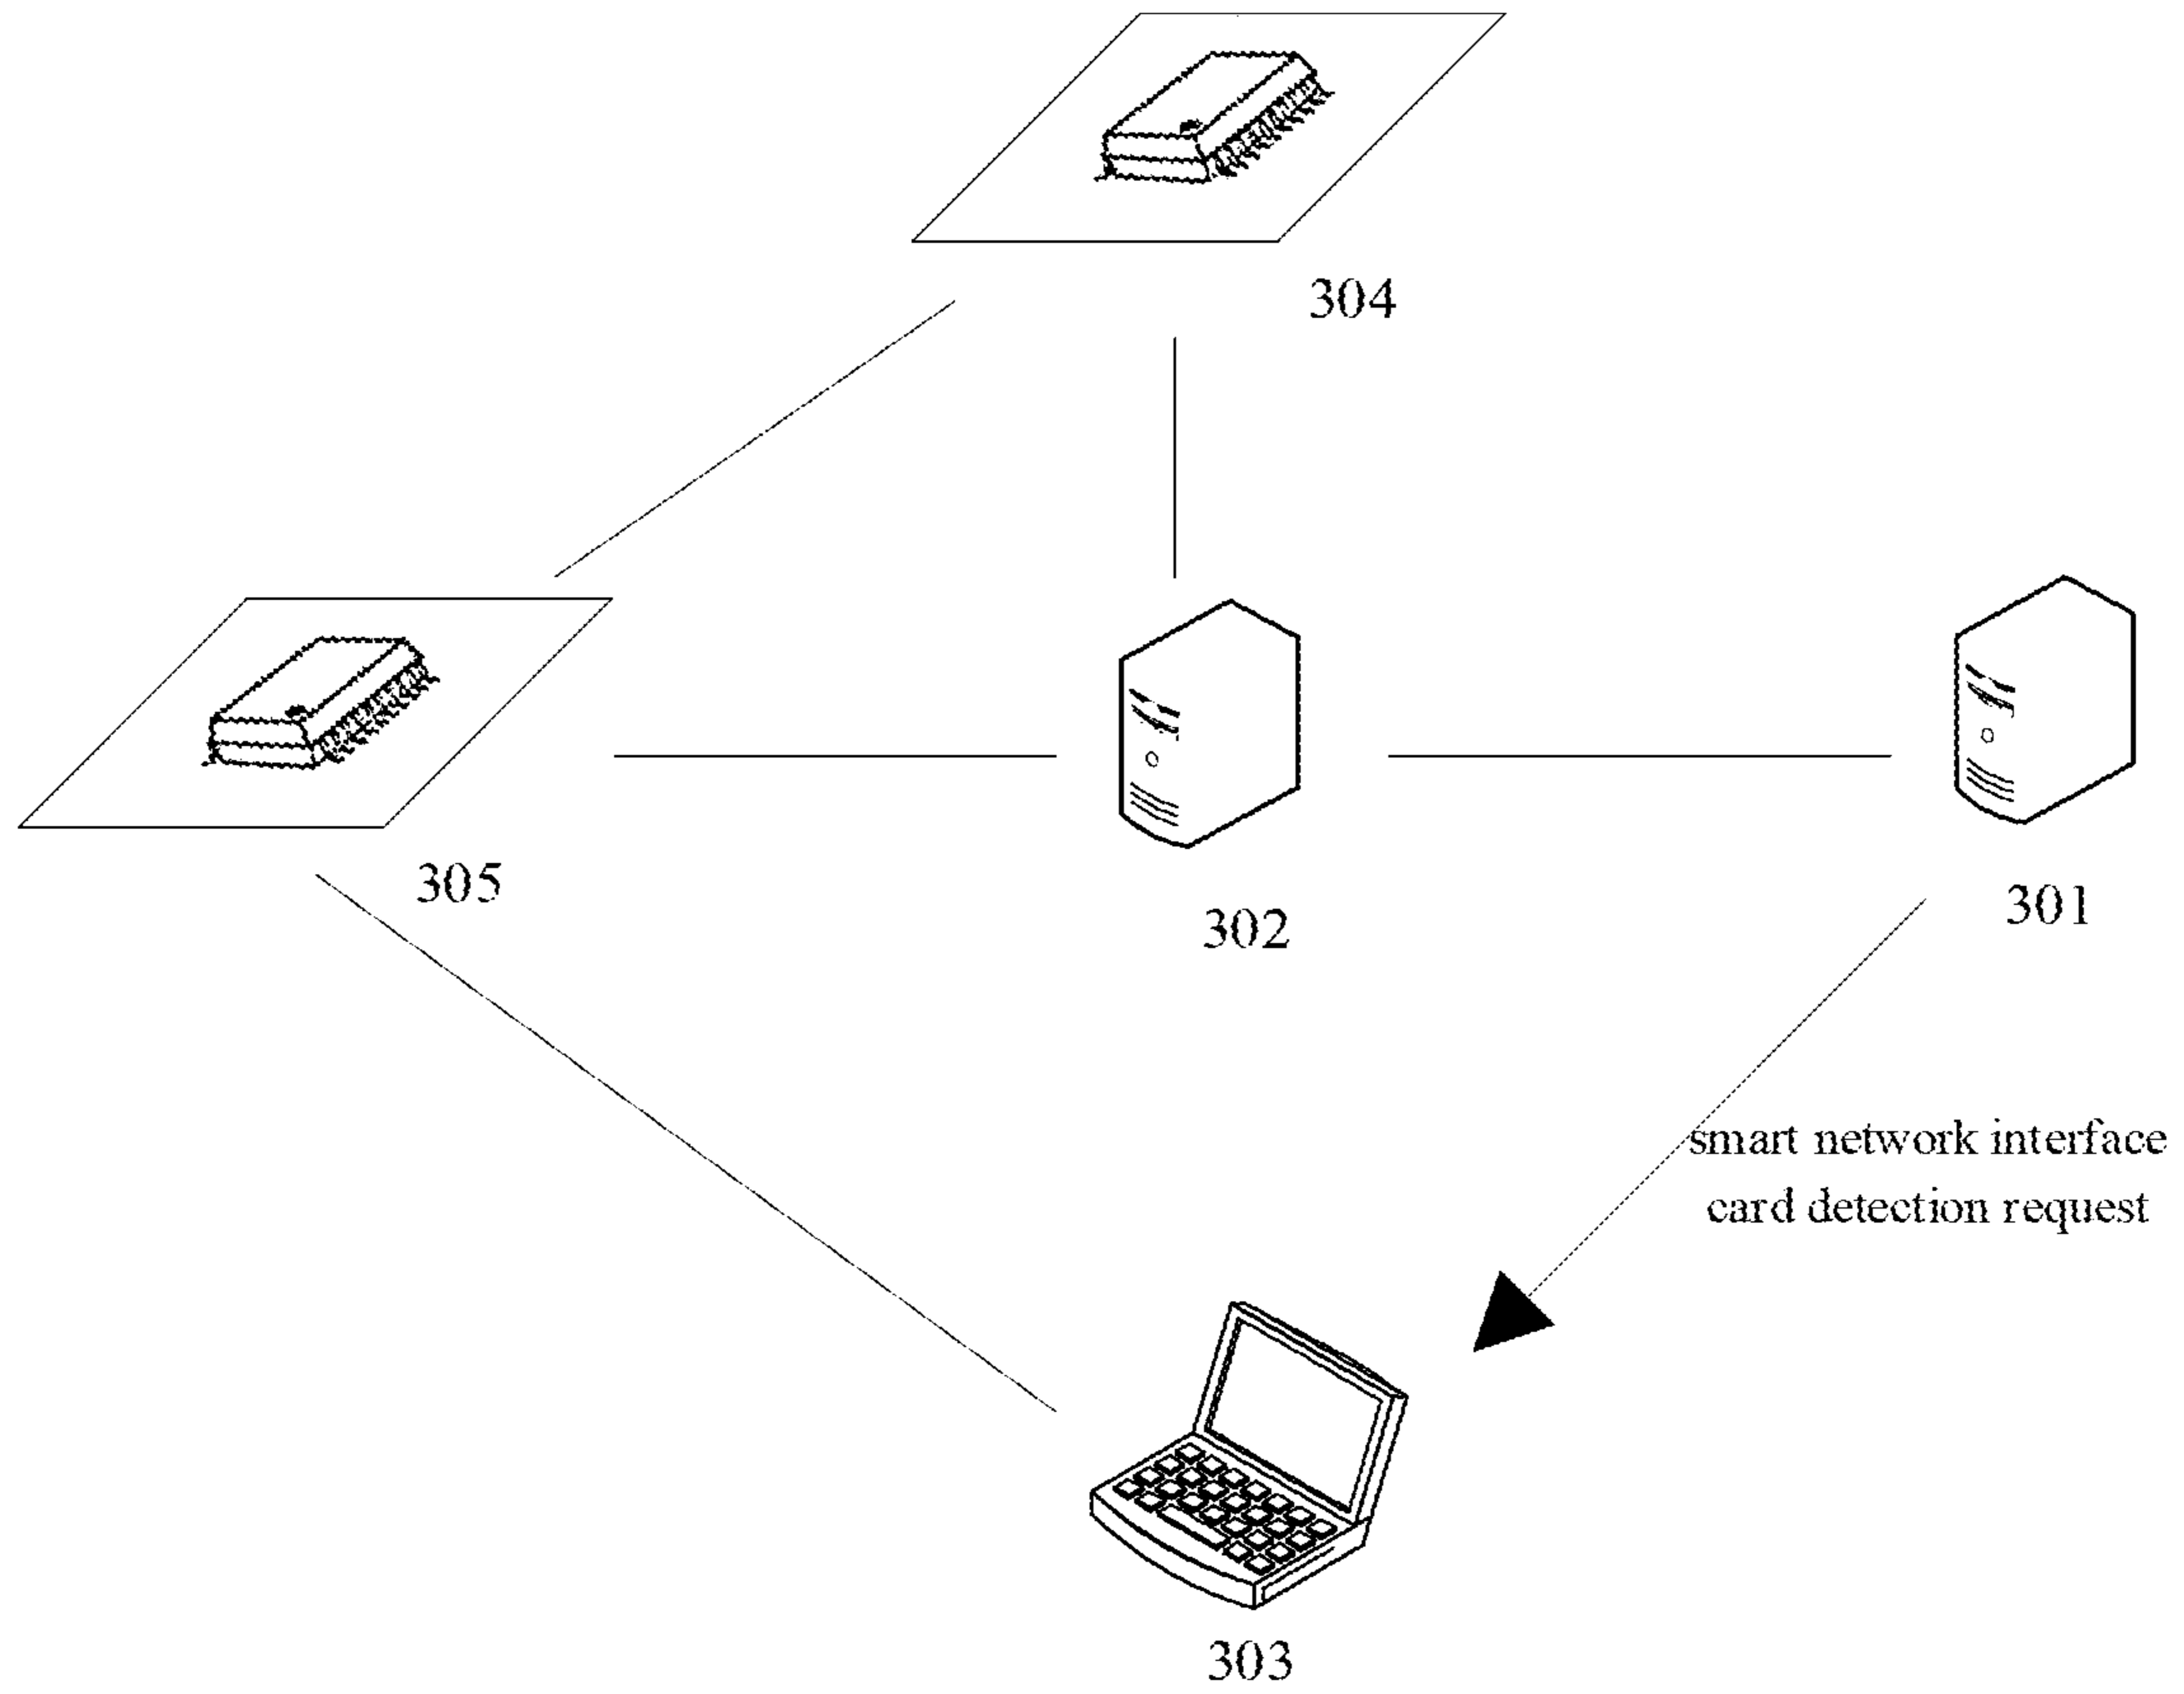 304
305
302
301
smart network interface
card detection request
303